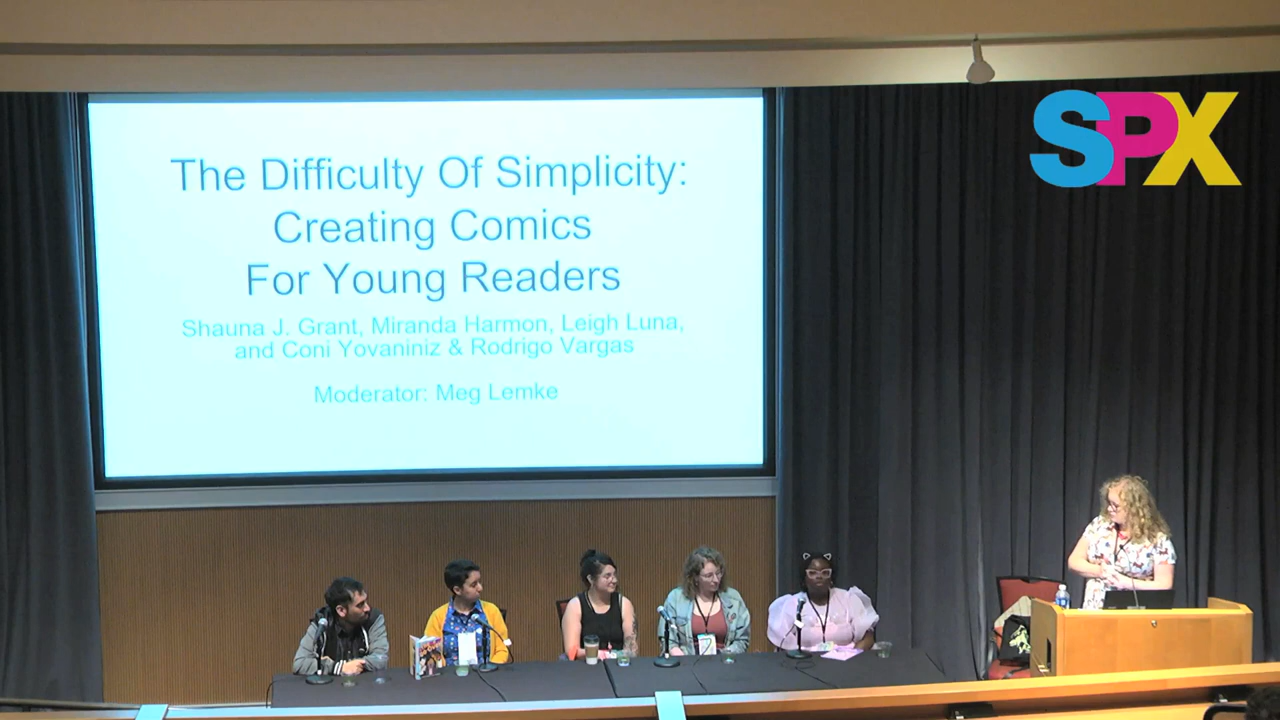 The Difficulty Of Simplicity:
Creating Comics
For Young Readers
Shauna J. Grant, Miranda Harmon, Leigh Luna,
and Coni Yovaniniz & Rodrigo Vargas
Moderator: Meg Lemke
SPX